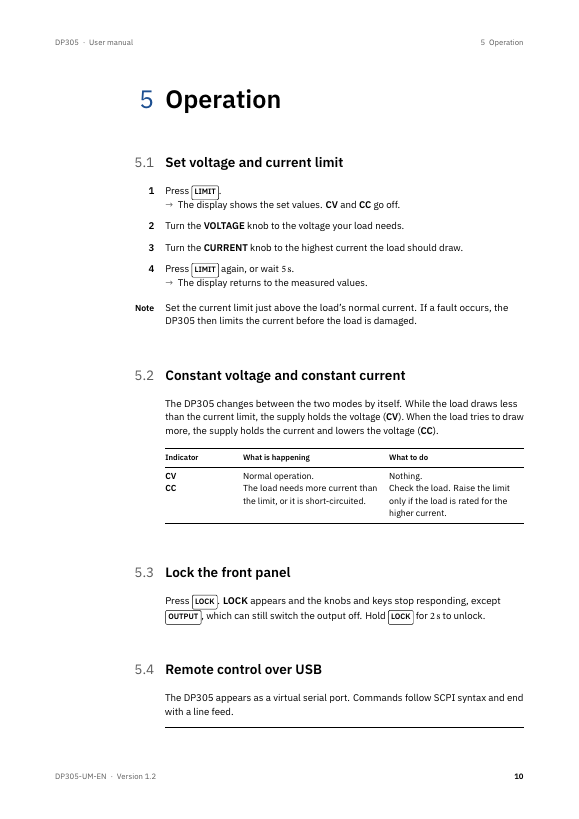 DP305 · User manual
5 Operation
5 Operation
5.1 Set voltage and current limit
1 Press LIMIT.
→ The display shows the set values. CV and CC go off.
2 Turn the VOLTAGE knob to the voltage your load needs.
3 Turn the CURRENT knob to the highest current the load should draw.
4 Press LIMIT again, or wait 5 s.
→ The display returns to the measured values.
Note Set the current limit just above the load’s normal current. If a fault occurs, the
DP305 then limits the current before the load is damaged.
5.2 Constant voltage and constant current
The DP305 changes between the two modes by itself. While the load draws less
than the current limit, the supply holds the voltage (CV). When the load tries to draw
more, the supply holds the current and lowers the voltage (CC).
Indicator What is happening What to do
CV Normal operation. Nothing.
CC The load needs more current than Check the load. Raise the limit
the limit, or it is short-circuited. only if the load is rated for the
higher current.
5.3 Lock the front panel
Press LOCK. LOCK appears and the knobs and keys stop responding, except
OUTPUT, which can still switch the output off. Hold LOCK for 2 s to unlock.
5.4 Remote control over USB
The DP305 appears as a virtual serial port. Commands follow SCPI syntax and end
with a line feed.
DP305-UM-EN · Version 1.2
10